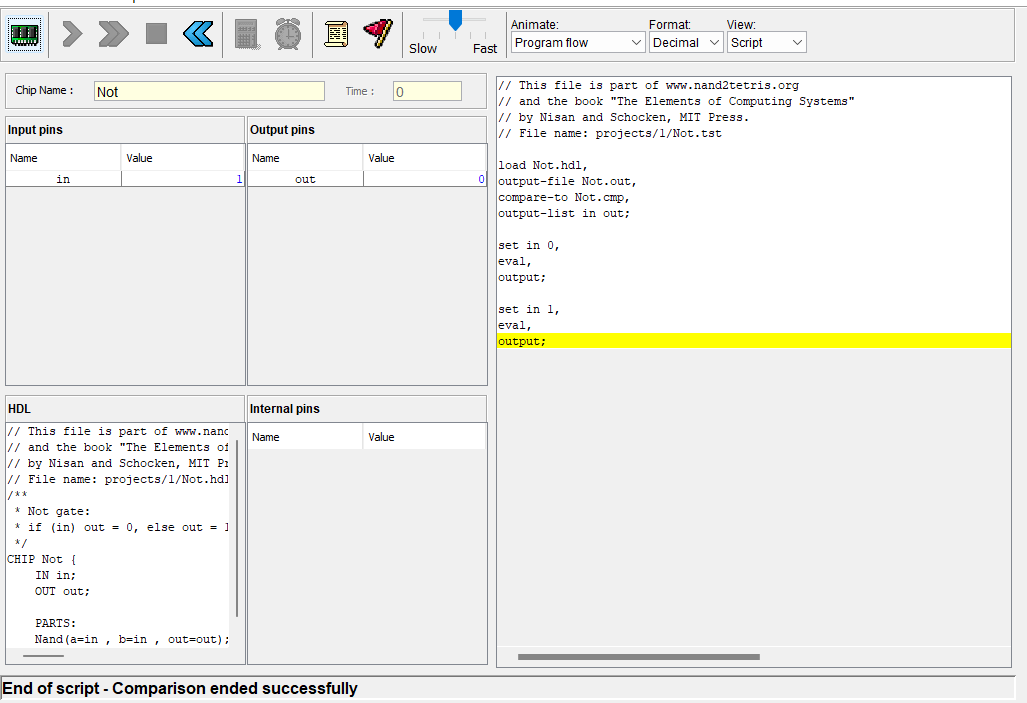 Slow
Fast
Animate:
Program flow
Format:
Decimal
View:
Script
Chip Name :
Not
Time :
0
Input pins
Name Value
in 1
Output pins
Name Value
out 0
HDL
// This file is part of www.nand
// and the book "The Elements of
// by Nisan and Schocken, MIT Pr
// File name: projects/1/Not.hdl
/**
* Not gate:
* if (in) out = 0, else out = 1
*/
CHIP Not {
IN in;
OUT out;
PARTS:
Nand(a=in , b=in , out=out);
Internal pins
Name Value
// This file is part of www.nand2tetris.org
// and the book "The Elements of Computing Systems"
// by Nisan and Schocken, MIT Press.
// File name: projects/1/Not.tst
load Not.hdl,
output-file Not.out,
compare-to Not.cmp,
output-list in out;
set in 0,
eval,
output;
set in 1,
eval,
output;
End of script - Comparison ended successfully